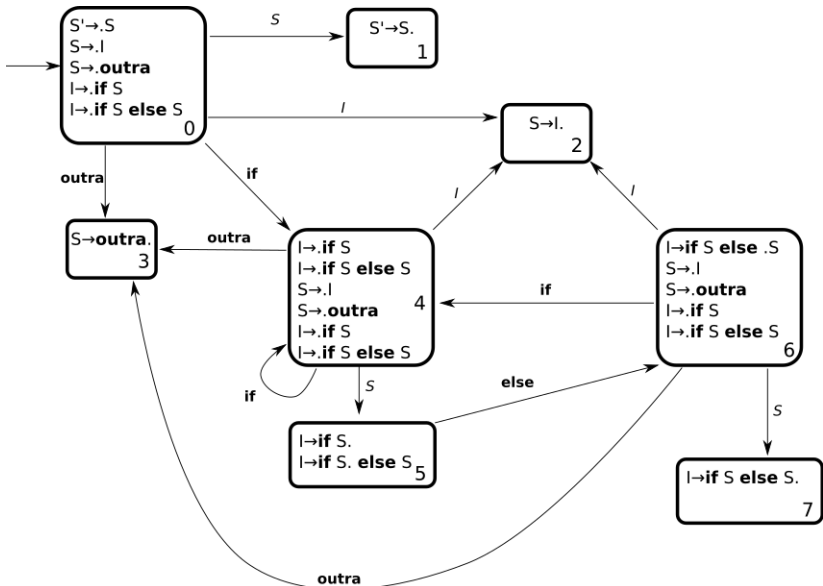 S'→.S
S→.I
S→.outra
I→.if S
I→.if S else S
0
S
S'→S.
1
I
S→I.
2
outra
if
I
I
S→outra.
3
outra
I→.if S
I→.if S else S
S→.I
S→.outra
I→.if S
I→.if S else S
4
if
I→if S else .S
S→.I
S→.outra
I→.if S
I→.if S else S
6
if
S
else
S
I→if S.
I→if S. else S
5
I→if S else S.
7
outra